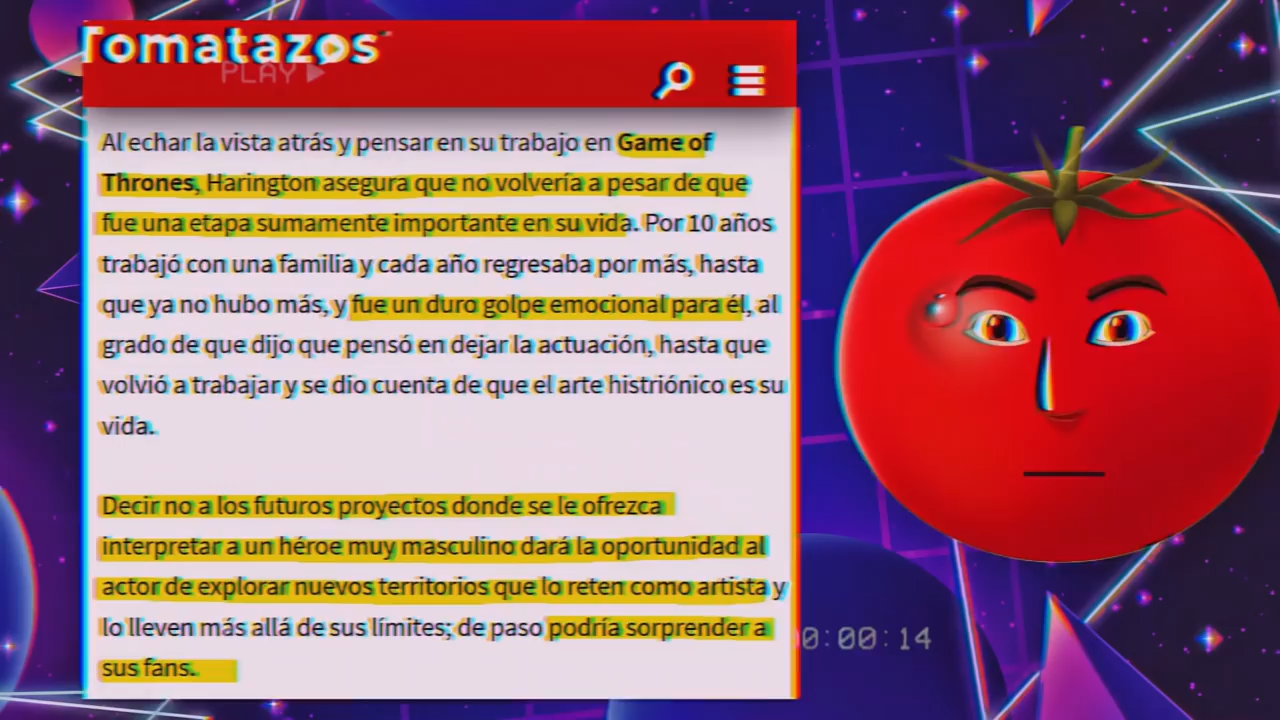 Tomatazos
PLAY
Al echar la vista atrás y pensar en su trabajo en Game of
Thrones, Harington asegura que no volvería a pesar de que
fue una etapa sumamente importante en su vida. Por 10 años
trabajó con una familia y cada año regresaba por más, hasta
que ya no hubo más, y fue un duro golpe emocional para él, al
grado de que dijo que pensó en dejar la actuación, hasta que
volvió a trabajar y se dio cuenta de que el arte histriónico es su
vida.
Decir no a los futuros proyectos donde se le ofrezca
interpretar a un héroe muy masculino dará la oportunidad al
actor de explorar nuevos territorios que lo reten como artista y
lo lleven más allá de sus límites; de paso podría sorprender a
sus fans.
0:00:14